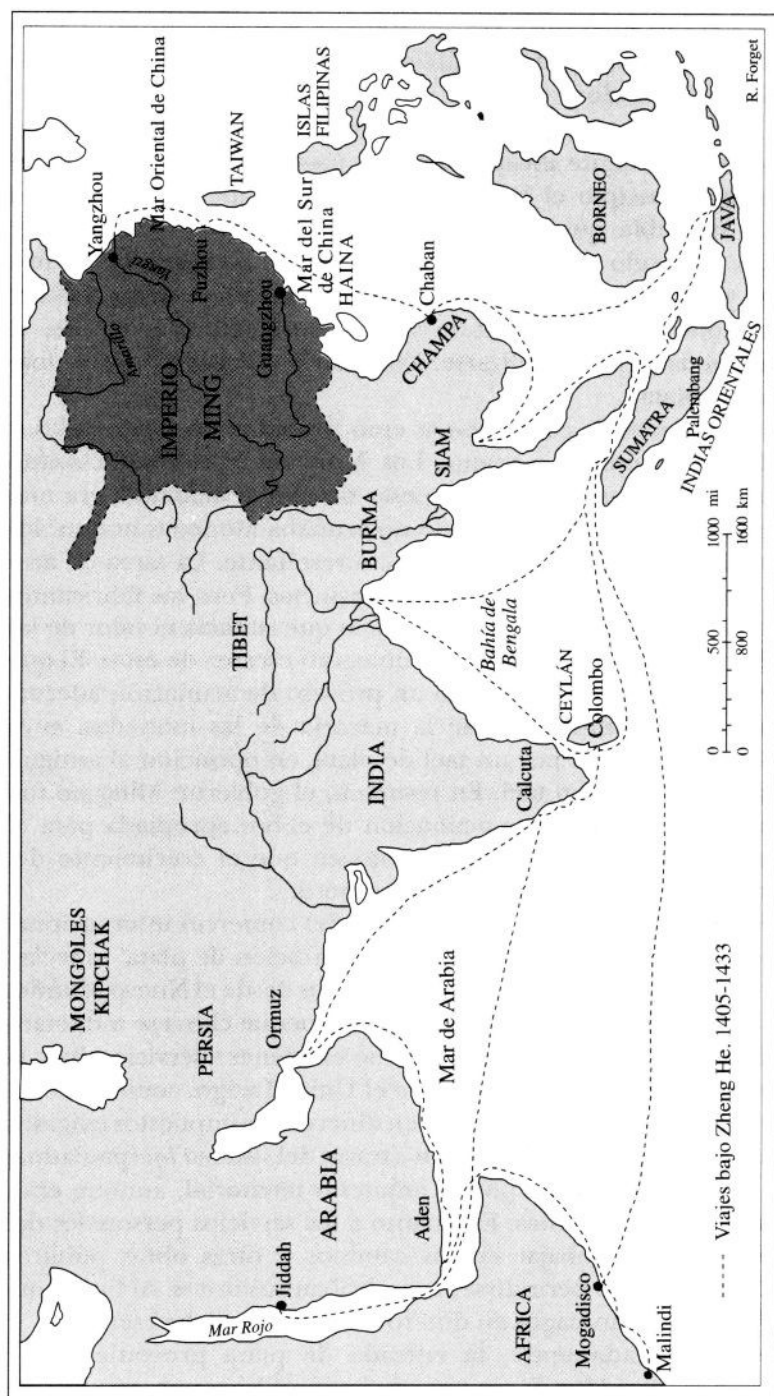 MONGOLES
KIPCHAK
PERSIA
Ormuz
ARABIA
Jiddah
Mar Rojo
Aden
AFRICA
Mogadisco
Malindi
Mar de Arabia
TIBET
INDIA
Calcuta
CEYLÁN
Colombo
Bahía de
Bengala
BURMA
SIAM
IMPERIO
MING
Amarillo
Yangzi
Yangzhou
Fuzhou
Guangzhou
Mar Oriental de China
TAIWAN
Mar del Sur
de China
HAINA
ISLAS
FILIPINAS
CHAMPA
Chaban
BORNEO
SUMATRA
Palembang
INDIAS ORIENTALES
JAVA
0 500 1000 mi
0 800 1600 km
---- Viajes bajo Zheng He. 1405-1433
R. Forget